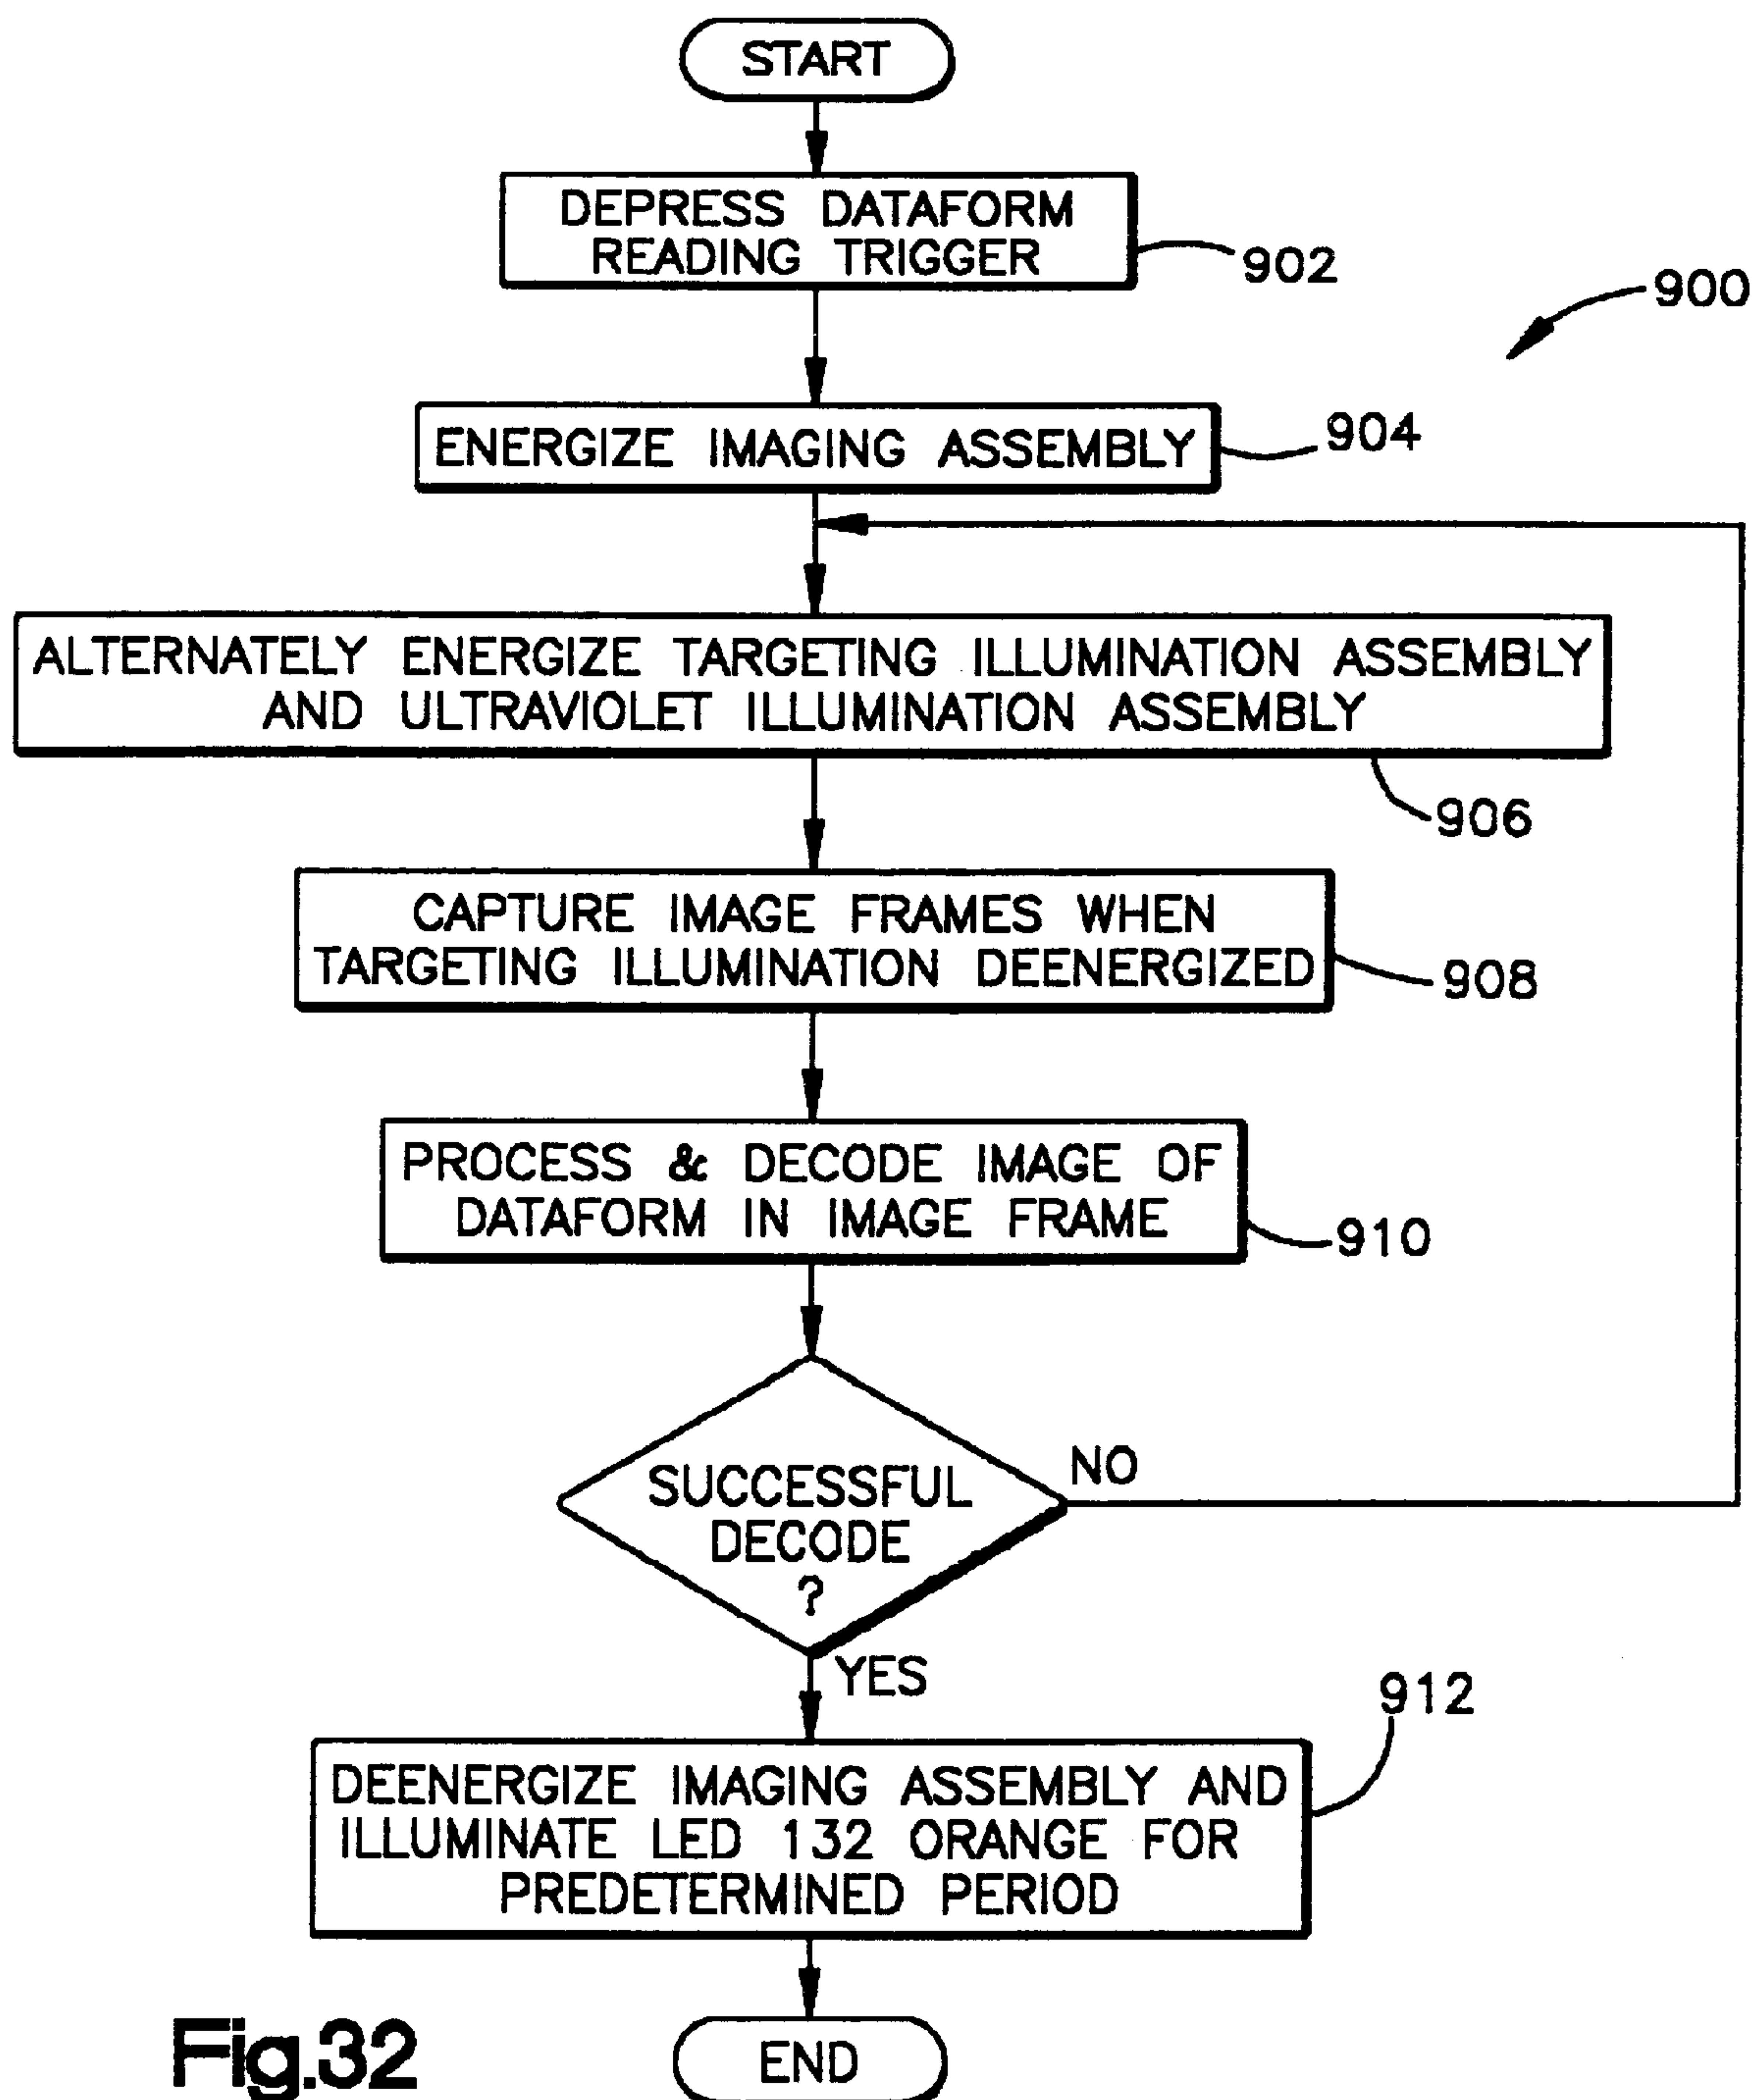 START
DEPRESS DATAFORM
READING TRIGGER
902
900
ENERGIZE IMAGING ASSEMBLY
904
ALTERNATELY ENERGIZE TARGETING ILLUMINATION ASSEMBLY
AND ULTRAVIOLET ILLUMINATION ASSEMBLY
906
CAPTURE IMAGE FRAMES WHEN
TARGETING ILLUMINATION DEENERGIZED
908
PROCESS & DECODE IMAGE OF
DATAFORM IN IMAGE FRAME
910
SUCCESSFUL
DECODE
?
NO
YES
912
DEENERGIZE IMAGING ASSEMBLY AND
ILLUMINATE LED 132 ORANGE FOR
PREDETERMINED PERIOD
END
Fig.32